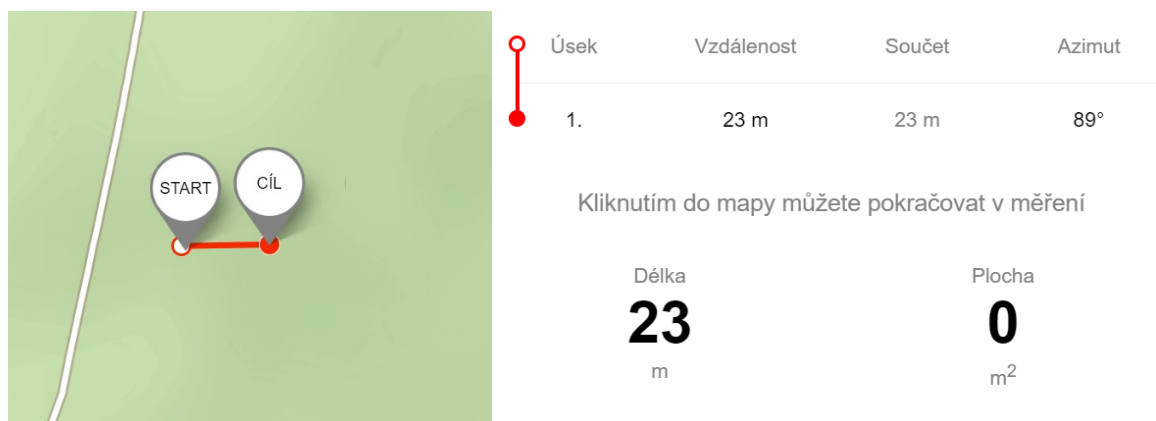 START
CÍL
Úsek Vzdálenost Součet Azimut
1. 23 m 23 m 89°
Kliknutím do mapy můžete pokračovat v měření
Délka Plocha
23 0
m m²